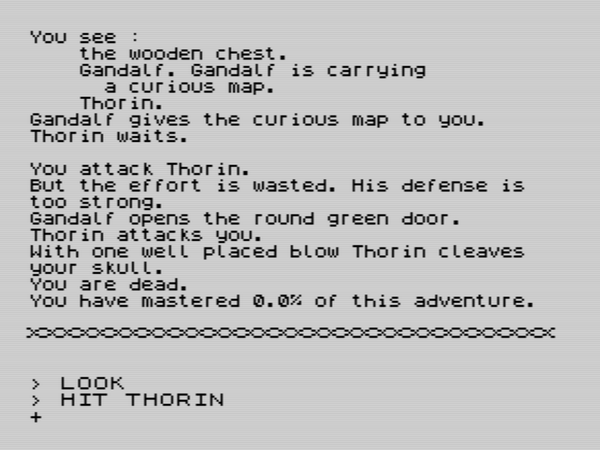 You see :
the wooden chest.
Gandalf. Gandalf is carrying
a curious map.
Thorin.
Gandalf gives the curious map to you.
Thorin waits.
You attack Thorin.
But the effort is wasted. His defense is
too strong.
Gandalf opens the round green door.
Thorin attacks you.
With one well placed blow Thorin cleaves
your skull.
You are dead.
You have mastered 0.0% of this adventure.
> LOOK
> HIT THORIN
+